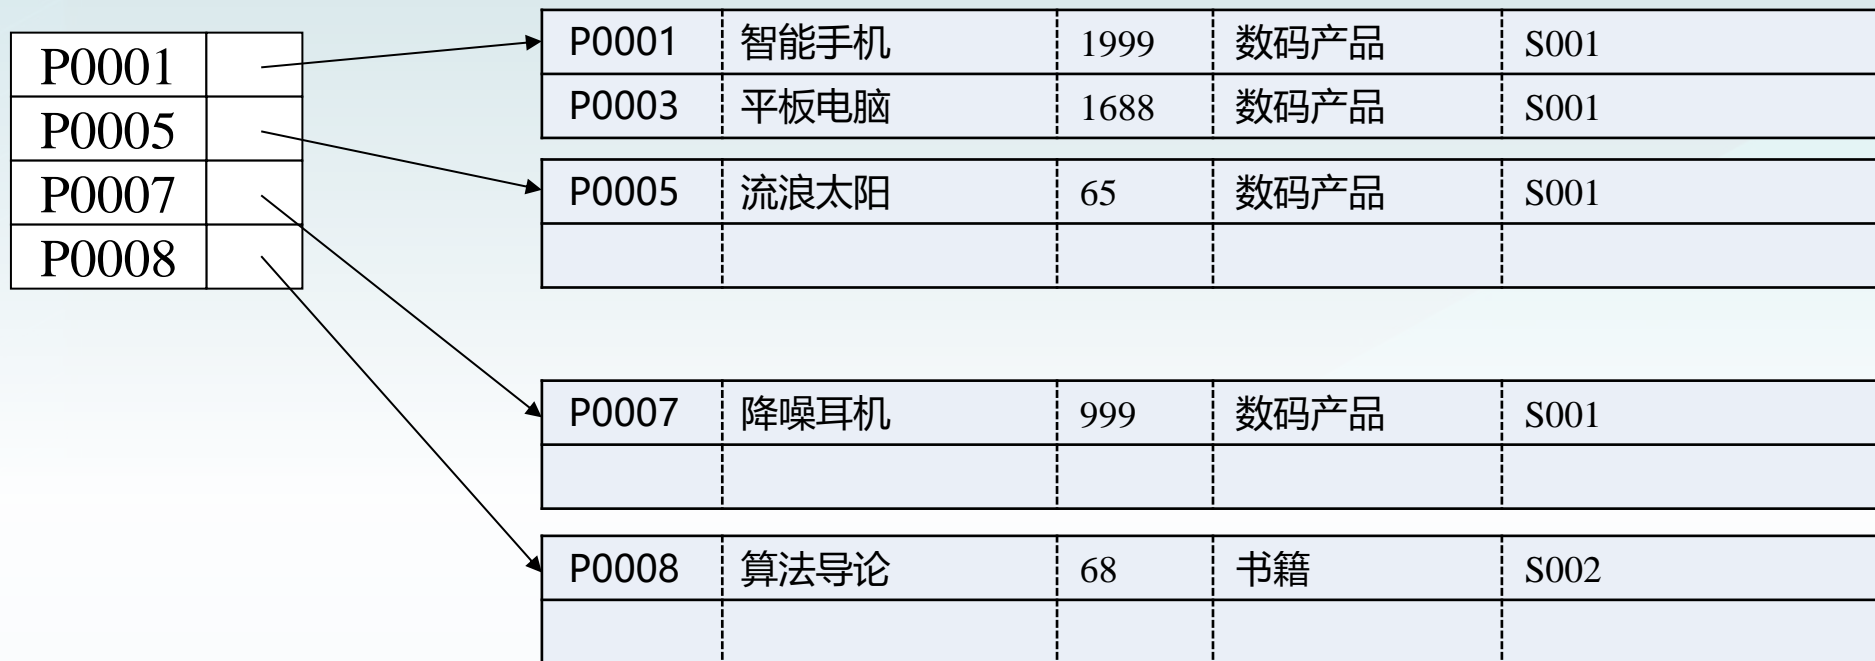 P0001
P0005
P0007
P0008
P0001 智能手机 1999 数码产品 S001
P0003 平板电脑 1688 数码产品 S001
P0005 流浪太阳 65 数码产品 S001
P0007 降噪耳机 999 数码产品 S001
P0008 算法导论 68 书籍 S002